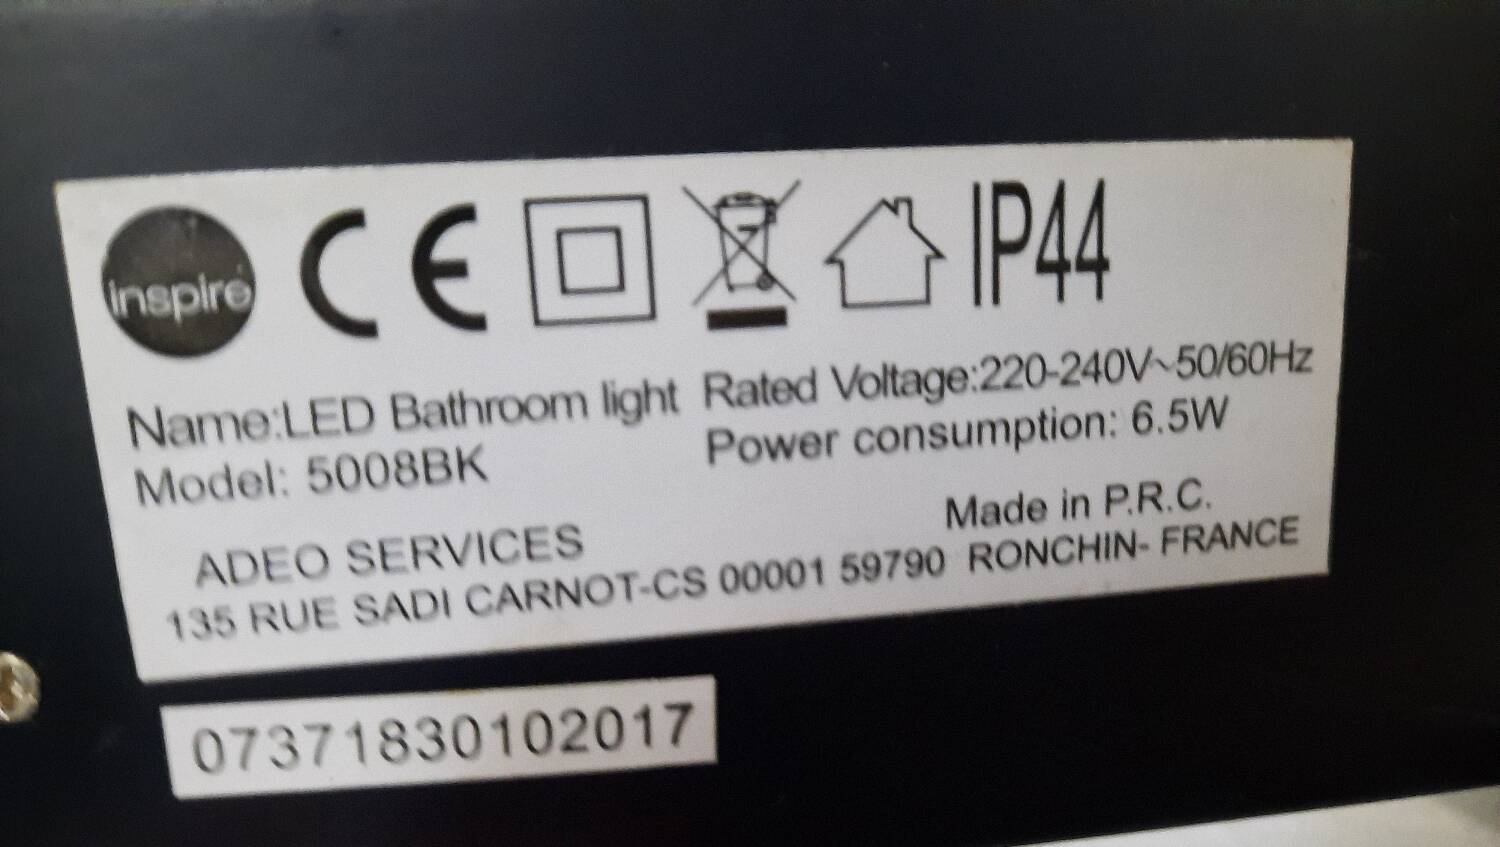 inspire
CE IP44
Name:LED Bathroom light Rated Voltage:220-240V~50/60Hz
Model: 5008BK Power consumption: 6.5W
Made in P.R.C.
ADEO SERVICES
135 RUE SADI CARNOT-CS 00001 59790 RONCHIN- FRANCE
07371830102017